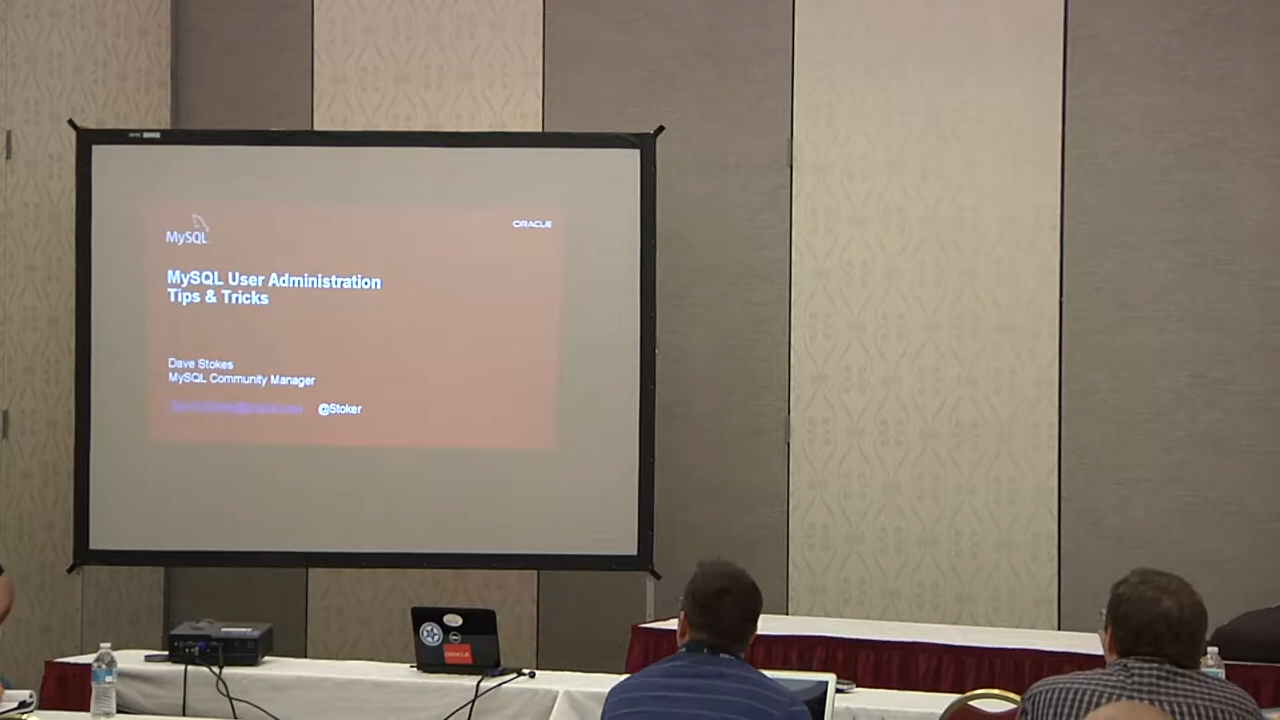 MySQL
ORACLE
MySQL User Administration
Tips & Tricks
Dave Stokes
MySQL Community Manager
@Stoker
ORACLE